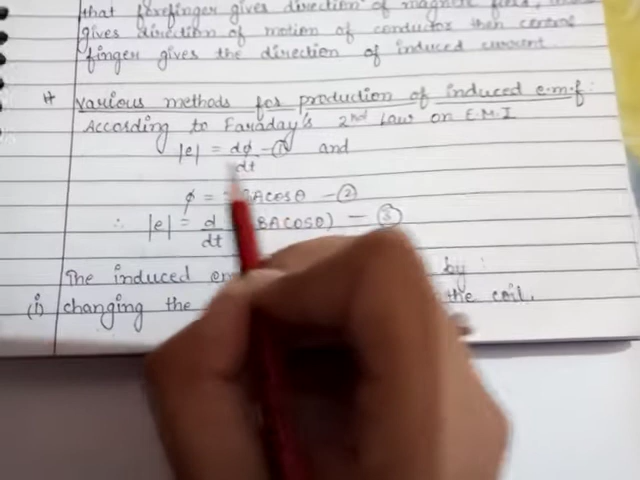 that forefinger gives direction of
gives direction of motion of conductor then central
finger gives the direction of induced current.
# various methods for production of induced e.m.f:
According to Faraday's 2nd Law on E.M.I
|e| = dφ/dt - ① and
φ = BAcosθ - ②
∴ |e| = d/dt (BACOSθ) - ③
The induced by:
(i) changing the the coil.